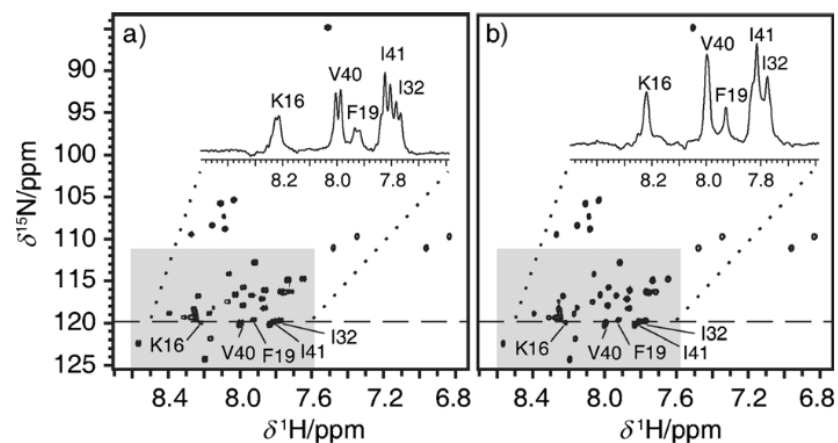 a)
I41
V40
I32
K16
F19
8.2 8.0 7.8
90
95
100
105
110
115
120
125
δ15N/ppm
K16
V40
F19
I41
I32
8.4 8.0 7.6 7.2 6.8
δ1H/ppm
b)
I41
V40
I32
K16
F19
8.2 8.0 7.8
K16
V40
F19
I41
I32
8.4 8.0 7.6 7.2 6.8
δ1H/ppm